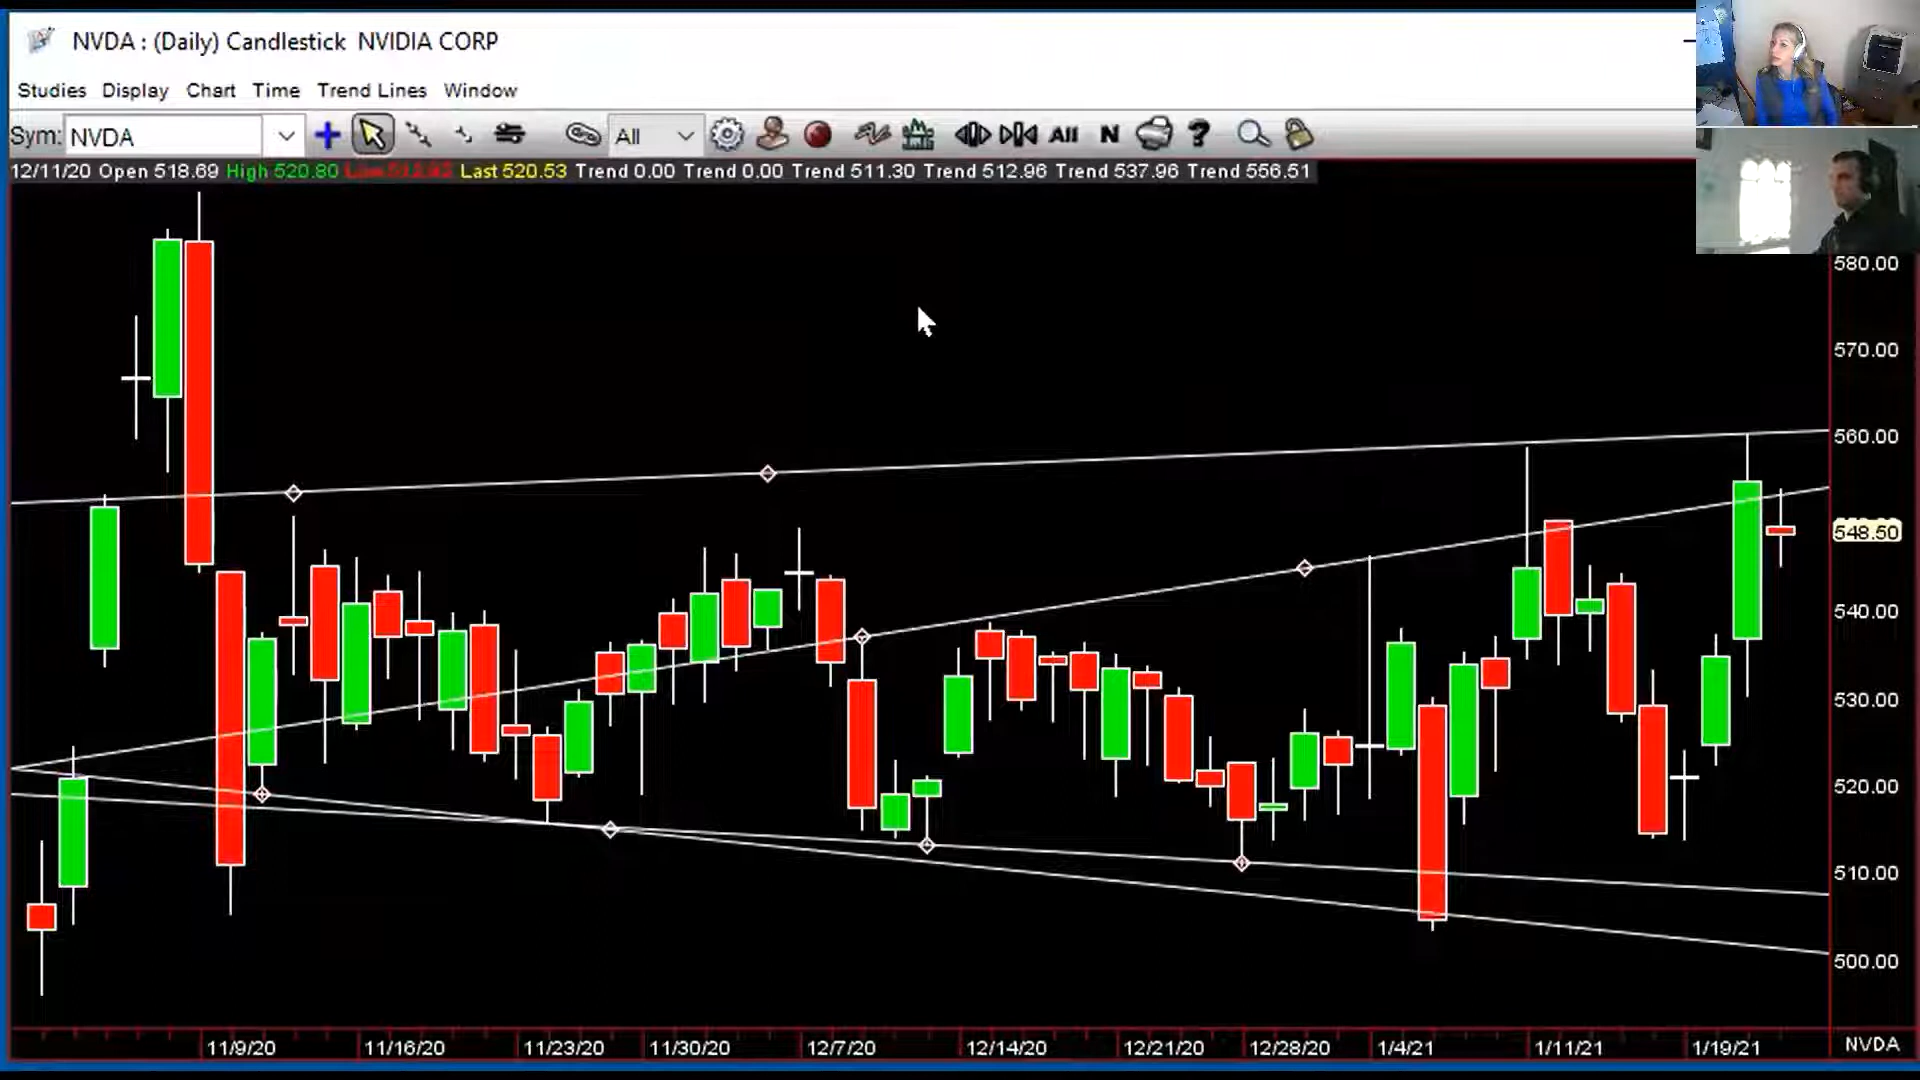 NVDA : (Daily) Candlestick NVIDIA CORP
Studies Display Chart Time Trend Lines Window
Sym: NVDA All All N ?
12/11/20 Open 518.69 High 520.80 Last 520.53 Trend 0.00 Trend 0.00 Trend 511.30 Trend 512.96 Trend 537.96 Trend 556.51
580.00
570.00
560.00
548.50
540.00
530.00
520.00
510.00
500.00
11/9/20 11/16/20 11/23/20 11/30/20 12/7/20 12/14/20 12/21/20 12/28/20 1/4/21 1/11/21 1/19/21 NVDA